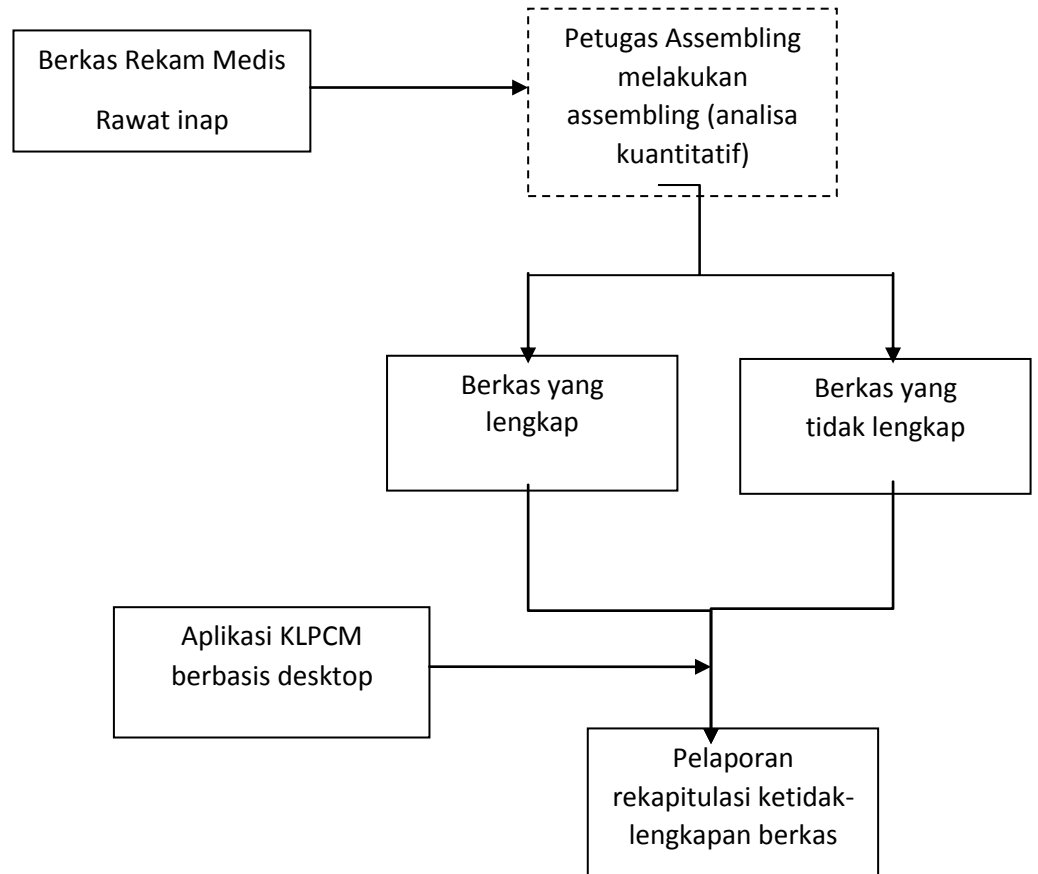 Berkas Rekam Medis
Rawat inap
Petugas Assembling
melakukan
assembling (analisa
kuantitatif)
Berkas yang
lengkap
Berkas yang
tidak lengkap
Aplikasi KLPCM
berbasis desktop
Pelaporan
rekapitulasi ketidak-
lengkapan berkas